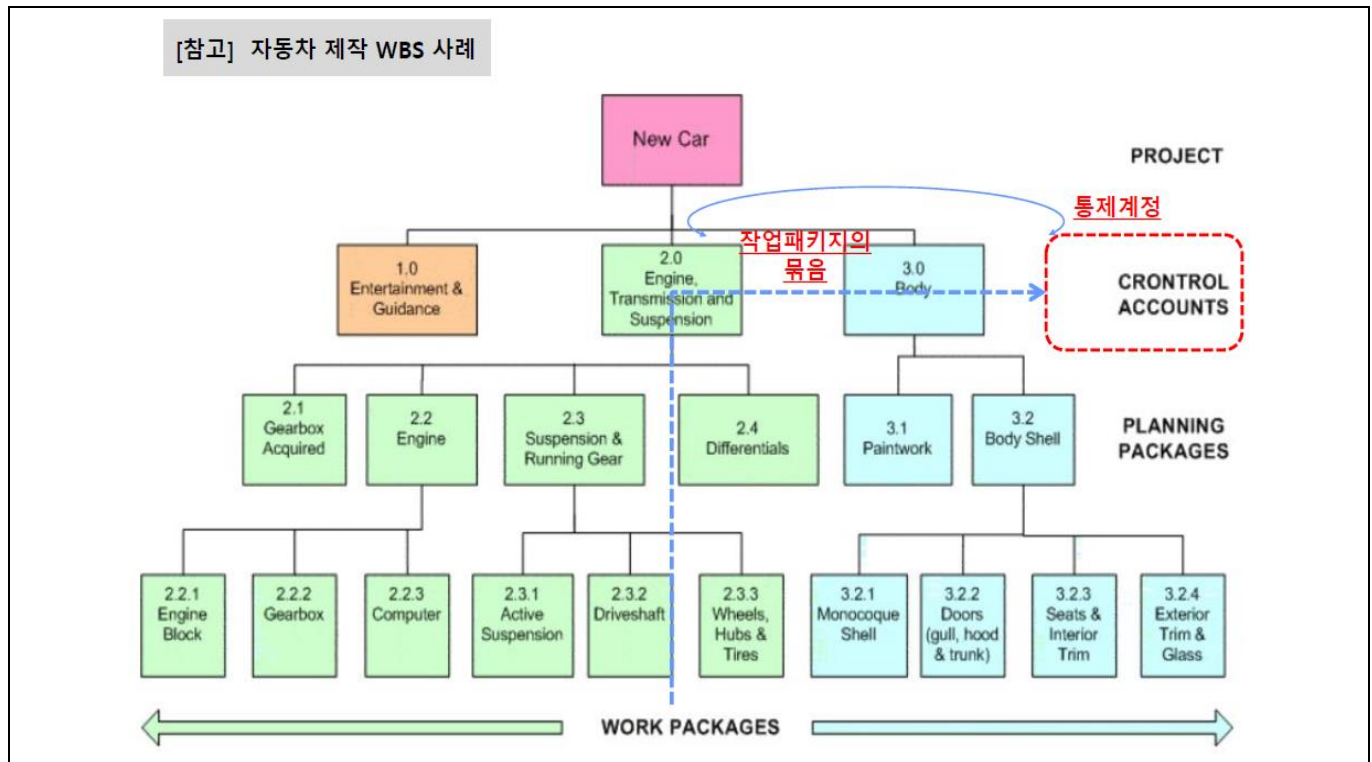 [참고] 자동차 제작 WBS 사례
New Car
PROJECT
통제계정
작업패키지의
묶음
1.0
Entertainment &
Guidance
2.0
Engine,
Transmission and
Suspension
3.0
Body
CRONTROL
ACCOUNTS
2.1
Gearbox
Acquired
2.2
Engine
2.3
Suspension &
Running Gear
2.4
Differentials
3.1
Paintwork
3.2
Body Shell
PLANNING
PACKAGES
2.2.1
Engine
Block
2.2.2
Gearbox
2.2.3
Computer
2.3.1
Active
Suspension
2.3.2
Driveshaft
2.3.3
Wheels,
Hubs &
Tires
3.2.1
Monocoque
Shell
3.2.2
Doors
(gull, hood
& trunk)
3.2.3
Seats &
Interior
Trim
3.2.4
Exterior
Trim &
Glass
WORK PACKAGES